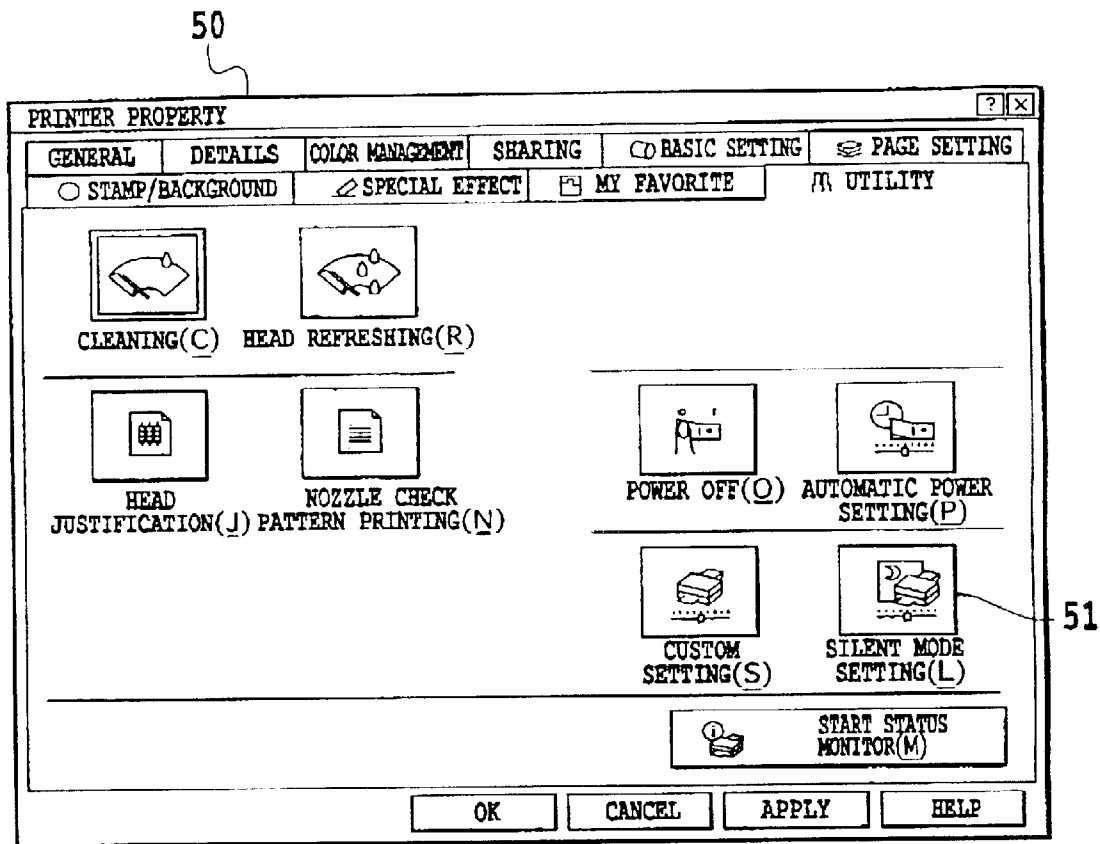 50
PRINTER PROPERTY ? X
GENERAL DETAILS COLOR MANAGEMENT SHARING BASIC SETTING PAGE SETTING
STAMP/BACKGROUND SPECIAL EFFECT MY FAVORITE UTILITY
CLEANING(C) HEAD REFRESHING(R)
HEAD JUSTIFICATION(J)
NOZZLE CHECK
PATTERN PRINTING(N)
POWER OFF(O)
AUTOMATIC POWER
SETTING(P)
CUSTOM
SETTING(S)
SILENT MODE
SETTING(L)
51
START STATUS
MONITOR(M)
OK CANCEL APPLY HELP